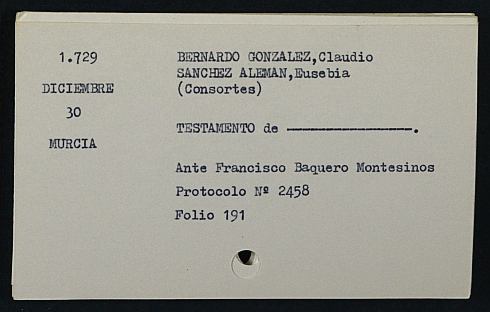 1.729
DICIEMBRE
30
MURCIA
BERNARDO GONZALEZ,Claudio
SANCHEZ ALEMAN,Eusebia
(Consortes)
TESTAMENTO de ——————————.
Ante Francisco Baquero Montesinos
Protocolo Nº 2458
Folio 191